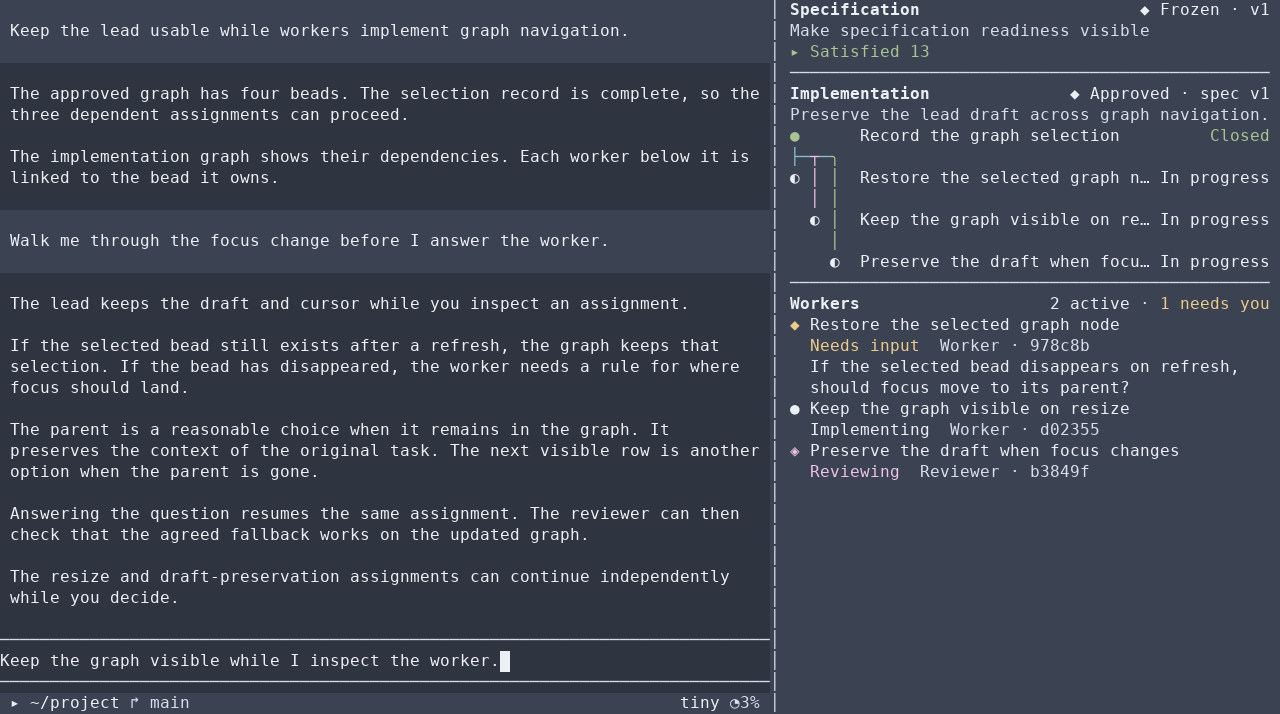 Keep the lead usable while workers implement graph navigation.
The approved graph has four beads. The selection record is complete, so the
three dependent assignments can proceed.
The implementation graph shows their dependencies. Each worker below it is
linked to the bead it owns.
Walk me through the focus change before I answer the worker.
The lead keeps the draft and cursor while you inspect an assignment.
If the selected bead still exists after a refresh, the graph keeps that
selection. If the bead has disappeared, the worker needs a rule for where
focus should land.
The parent is a reasonable choice when it remains in the graph. It
preserves the context of the original task. The next visible row is another
option when the parent is gone.
Answering the question resumes the same assignment. The reviewer can then
check that the agreed fallback works on the updated graph.
The resize and draft-preservation assignments can continue independently
while you decide.
Keep the graph visible while I inspect the worker.
▸ ~/project ↱ main tiny ◔3%
Specification ◆ Frozen · v1
Make specification readiness visible
▸ Satisfied 13
Implementation ◆ Approved · spec v1
Preserve the lead draft across graph navigation.
● Record the graph selection Closed
◐ Restore the selected graph n… In progress
◐ Keep the graph visible on re… In progress
◐ Preserve the draft when focu… In progress
Workers 2 active · 1 needs you
◆ Restore the selected graph node
Needs input Worker · 978c8b
If the selected bead disappears on refresh,
should focus move to its parent?
● Keep the graph visible on resize
Implementing Worker · d02355
◈ Preserve the draft when focus changes
Reviewing Reviewer · b3849f